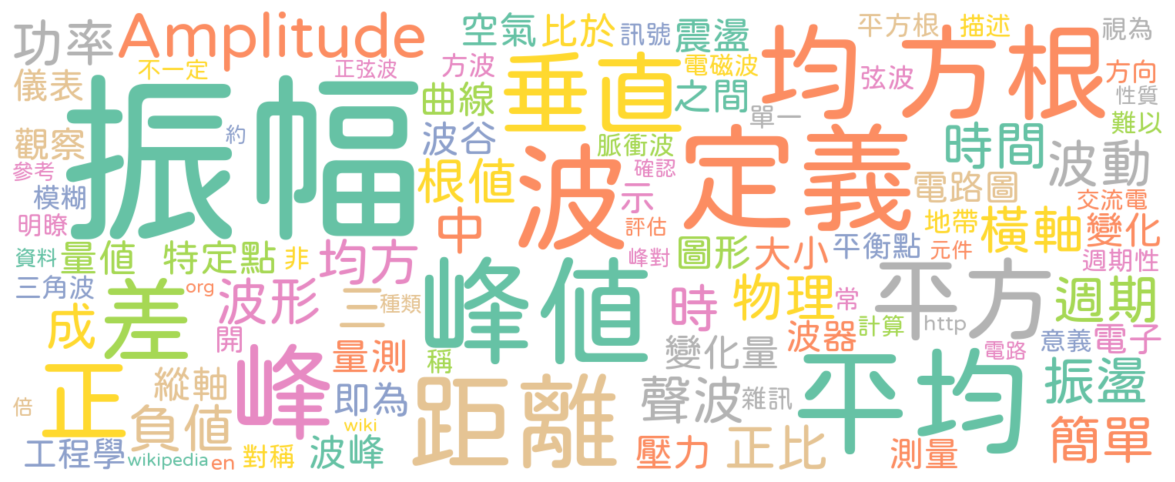 功率
Amplitude
空氣
比於
訊號
震盪
平方根
描述
視為
均方根
儀表
不一定
正弦波
方波
垂直
電磁波
弦波
方向
曲線
之間
性質
振幅
單一
難以
觀察
約
波谷
脈衝波
定義
時間
波動
參考
模糊
根值
波
確認
電路圖
交流電
明瞭
示
中
評估
地帶
橫軸
變化
資料
量值
特定點
非
均方
峰對
圖形
大小
平衡點
元件
週期性
三角波
org
波形
三
種類
峰值
時
物理
常
平方
週期
成
差
開
量測
稱
變化量
波器
計算
http
意義
電子
電路
正
縱軸
峰
即為
距離
聲波
雜訊
平均
振盪
倍
負值
wiki
簡單
工程學
wikipedia
en
對稱
波峰
壓力
正比
測量